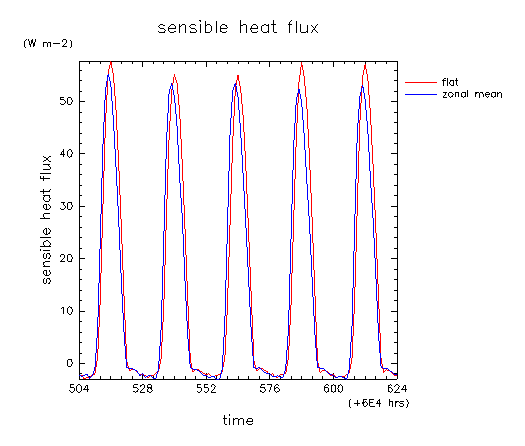 sensible heat flux
(W m-2)
flat
zonal mean
50
40
30
20
10
0
sensible heat flux
504 528 552 576 600 624
(+6E4 hrs)
time